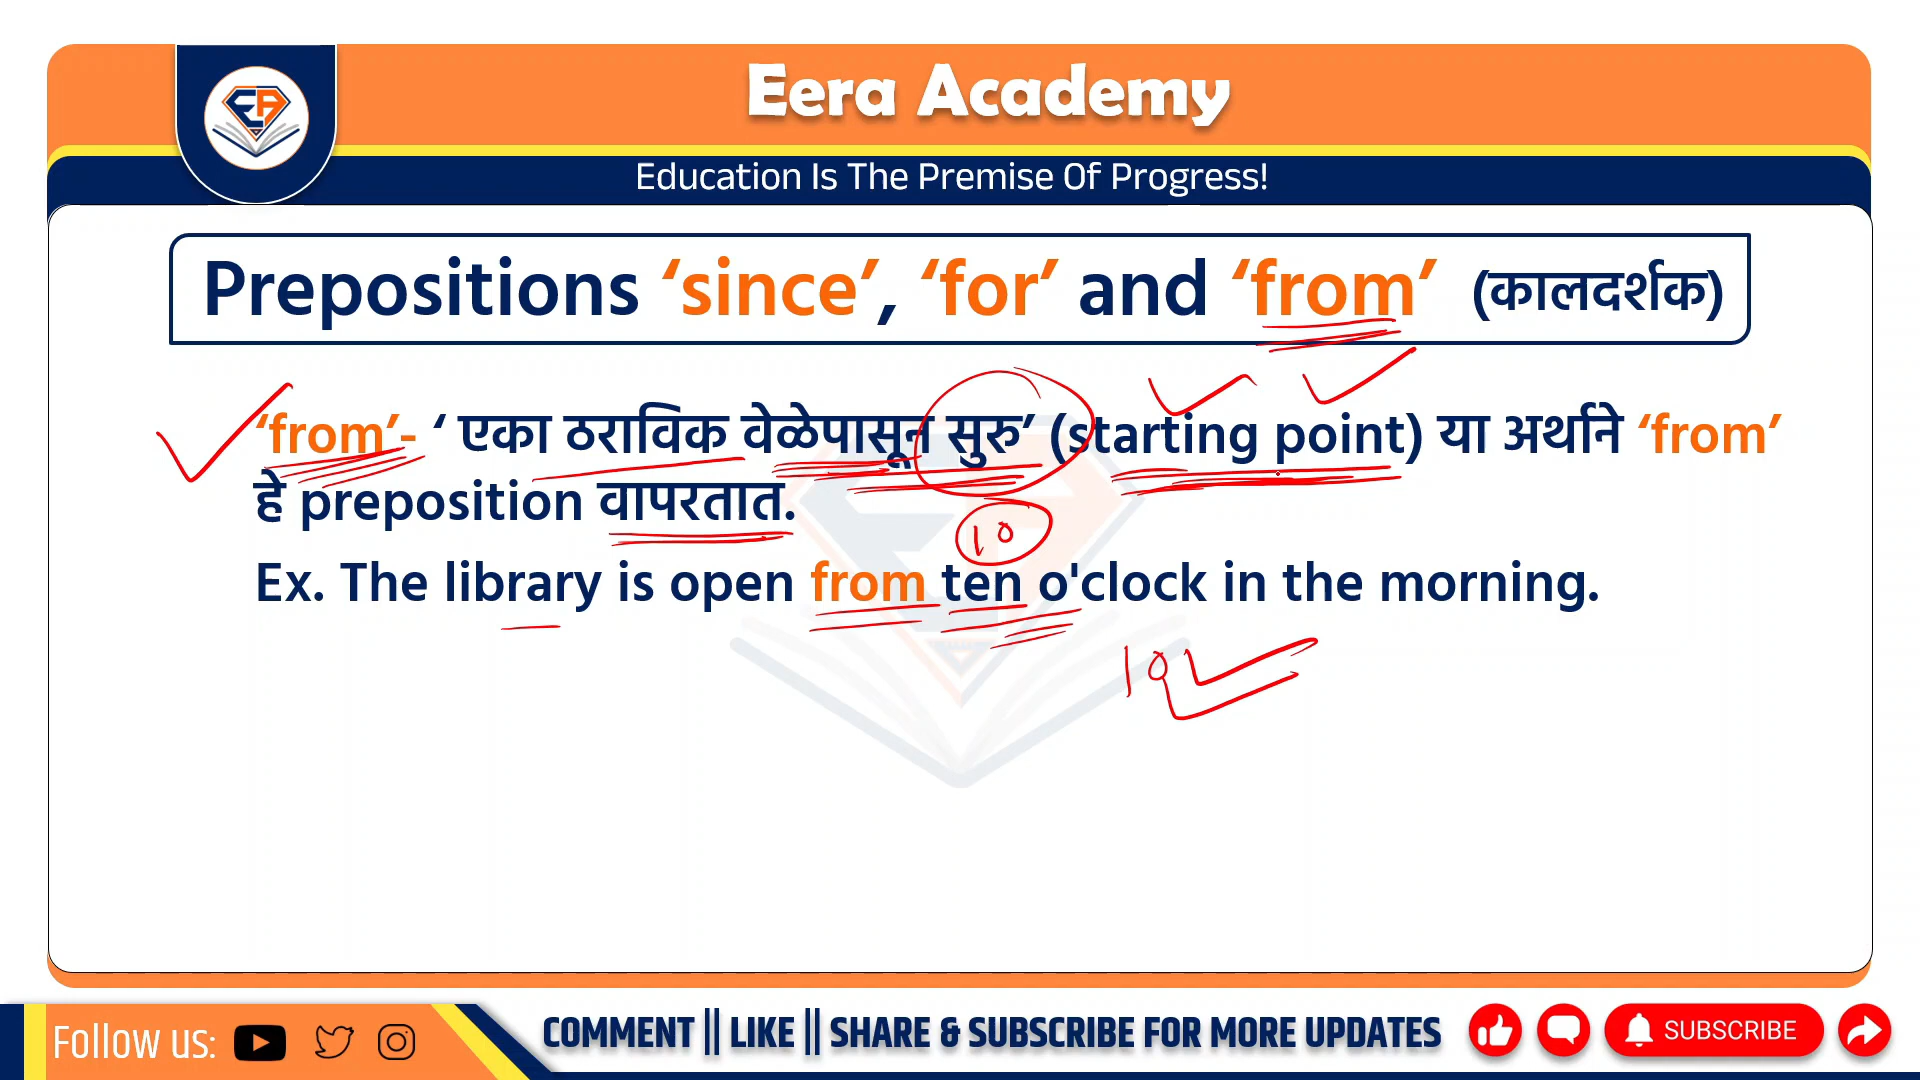 Eera Academy
EA
Education Is The Premise Of Progress!
Prepositions ‘since’, ‘for’ and ‘from’ (कालदर्शक)
‘from’- ‘ एका ठराविक वेळेपासून सुरु’ (starting point) या अर्थाने ‘from’
हे preposition वापरतात.
10
Ex. The library is open from ten o'clock in the morning.
10
Follow us:
COMMENT || LIKE || SHARE & SUBSCRIBE FOR MORE UPDATES
SUBSCRIBE